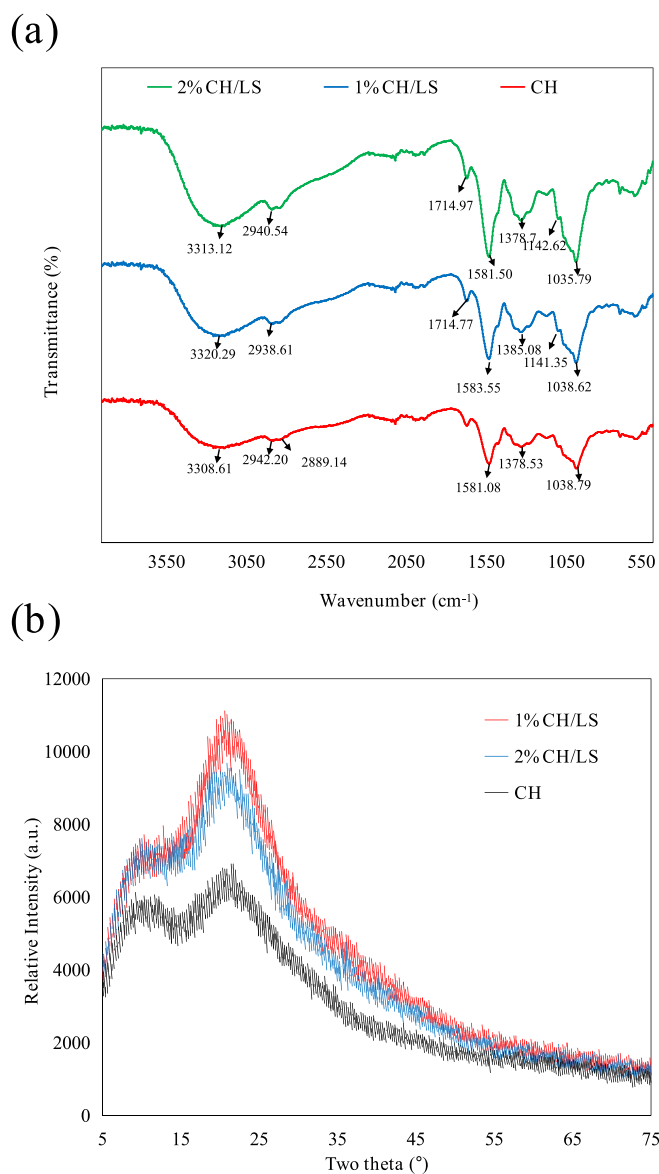 (a)
2% CH/LS 1% CH/LS CH
1714.97
2940.54
3313.12
1378.7
1142.62
1581.50
1035.79
1714.77
2938.61
3320.29
1385.08
1141.35
1583.55
1038.62
2942.20
2889.14
3308.61
1378.53
1581.08
1038.79
Transmittance (%)
3550 3050 2550 2050 1550 1050 550
Wavenumber (cm-1)
(b)
12000
10000
8000
6000
4000
2000
0
1% CH/LS
2% CH/LS
CH
Relative Intensity (a.u.)
5 15 25 35 45 55 65 75
Two theta (°)